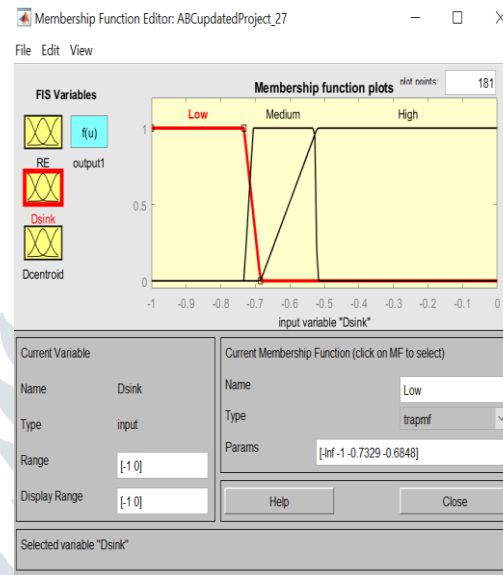 Membership Function Editor: ABCupdatedProject_27
File Edit View
FIS Variables
Membership function plots
plot points:
181
Low Medium High
f(u)
RE output1
Dsink
Dcentroid
1
0.5
0
-1 -0.9 -0.8 -0.7 -0.6 -0.5 -0.4 -0.3 -0.2 -0.1 0
input variable "Dsink"
Current Variable
Name Dsink
Type input
Range [-1 0]
Display Range [-1 0]
Current Membership Function (click on MF to select)
Name Low
Type trapmf
Params [-Inf -1 -0.7329 -0.6848]
Help Close
Selected variable "Dsink"